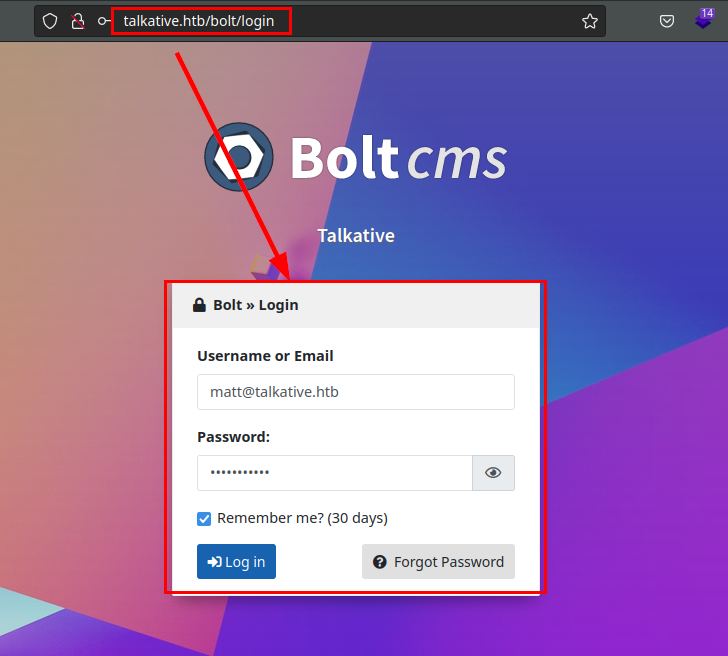 talkative.htb/bolt/login
14
Bolt cms
Talkative
Bolt » Login
Username or Email
matt@talkative.htb
Password:
•••••••••••
Remember me? (30 days)
Log in
Forgot Password